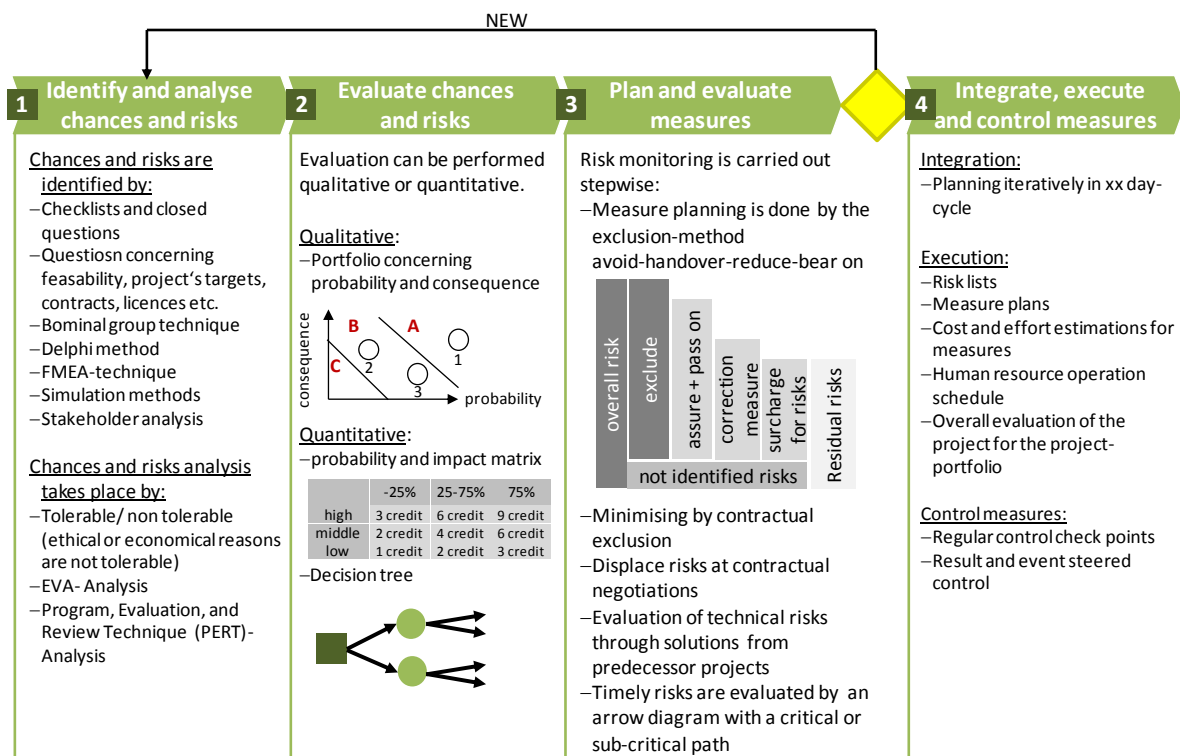 NEW
1
Identify and analyse
chances and risks
Chances and risks are
identified by:
–Checklists and closed
questions
–Questiosn concerning
feasability, project‘s targets,
contracts, licences etc.
–Bominal group technique
–Delphi method
–FMEA-technique
–Simulation methods
–Stakeholder analysis
Chances and risks analysis
takes place by:
–Tolerable/ non tolerable
(ethical or economical reasons
are not tolerable)
–EVA- Analysis
–Program, Evaluation, and
Review Technique (PERT)-
Analysis
2
Evaluate chances
and risks
Evaluation can be performed
qualitative or quantitative.
Qualitative:
–Portfolio concerning
probability and consequence
consequence
B
A
C
2
1
3
probability
Quantitative:
–probability and impact matrix
-25% 25-75% 75%
high 3 credit 6 credit 9 credit
middle 2 credit 4 credit 6 credit
low 1 credit 2 credit 3 credit
–Decision tree
3
Plan and evaluate
measures
Risk monitoring is carried out
stepwise:
–Measure planning is done by the
exclusion-method
avoid-handover-reduce-bear on
overall risk
exclude
assure + pass on
correction
measure
surcharge
for risks
Residual risks
not identified risks
–Minimising by contractual
exclusion
–Displace risks at contractual
negotiations
–Evaluation of technical risks
through solutions from
predecessor projects
–Timely risks are evaluated by an
arrow diagram with a critical or
sub-critical path
4
Integrate, execute
and control measures
Integration:
–Planning iteratively in xx day-
cycle
Execution:
–Risk lists
–Measure plans
–Cost and effort estimations for
measures
–Human resource operation
schedule
–Overall evaluation of the
project for the project-
portfolio
Control measures:
–Regular control check points
–Result and event steered
control